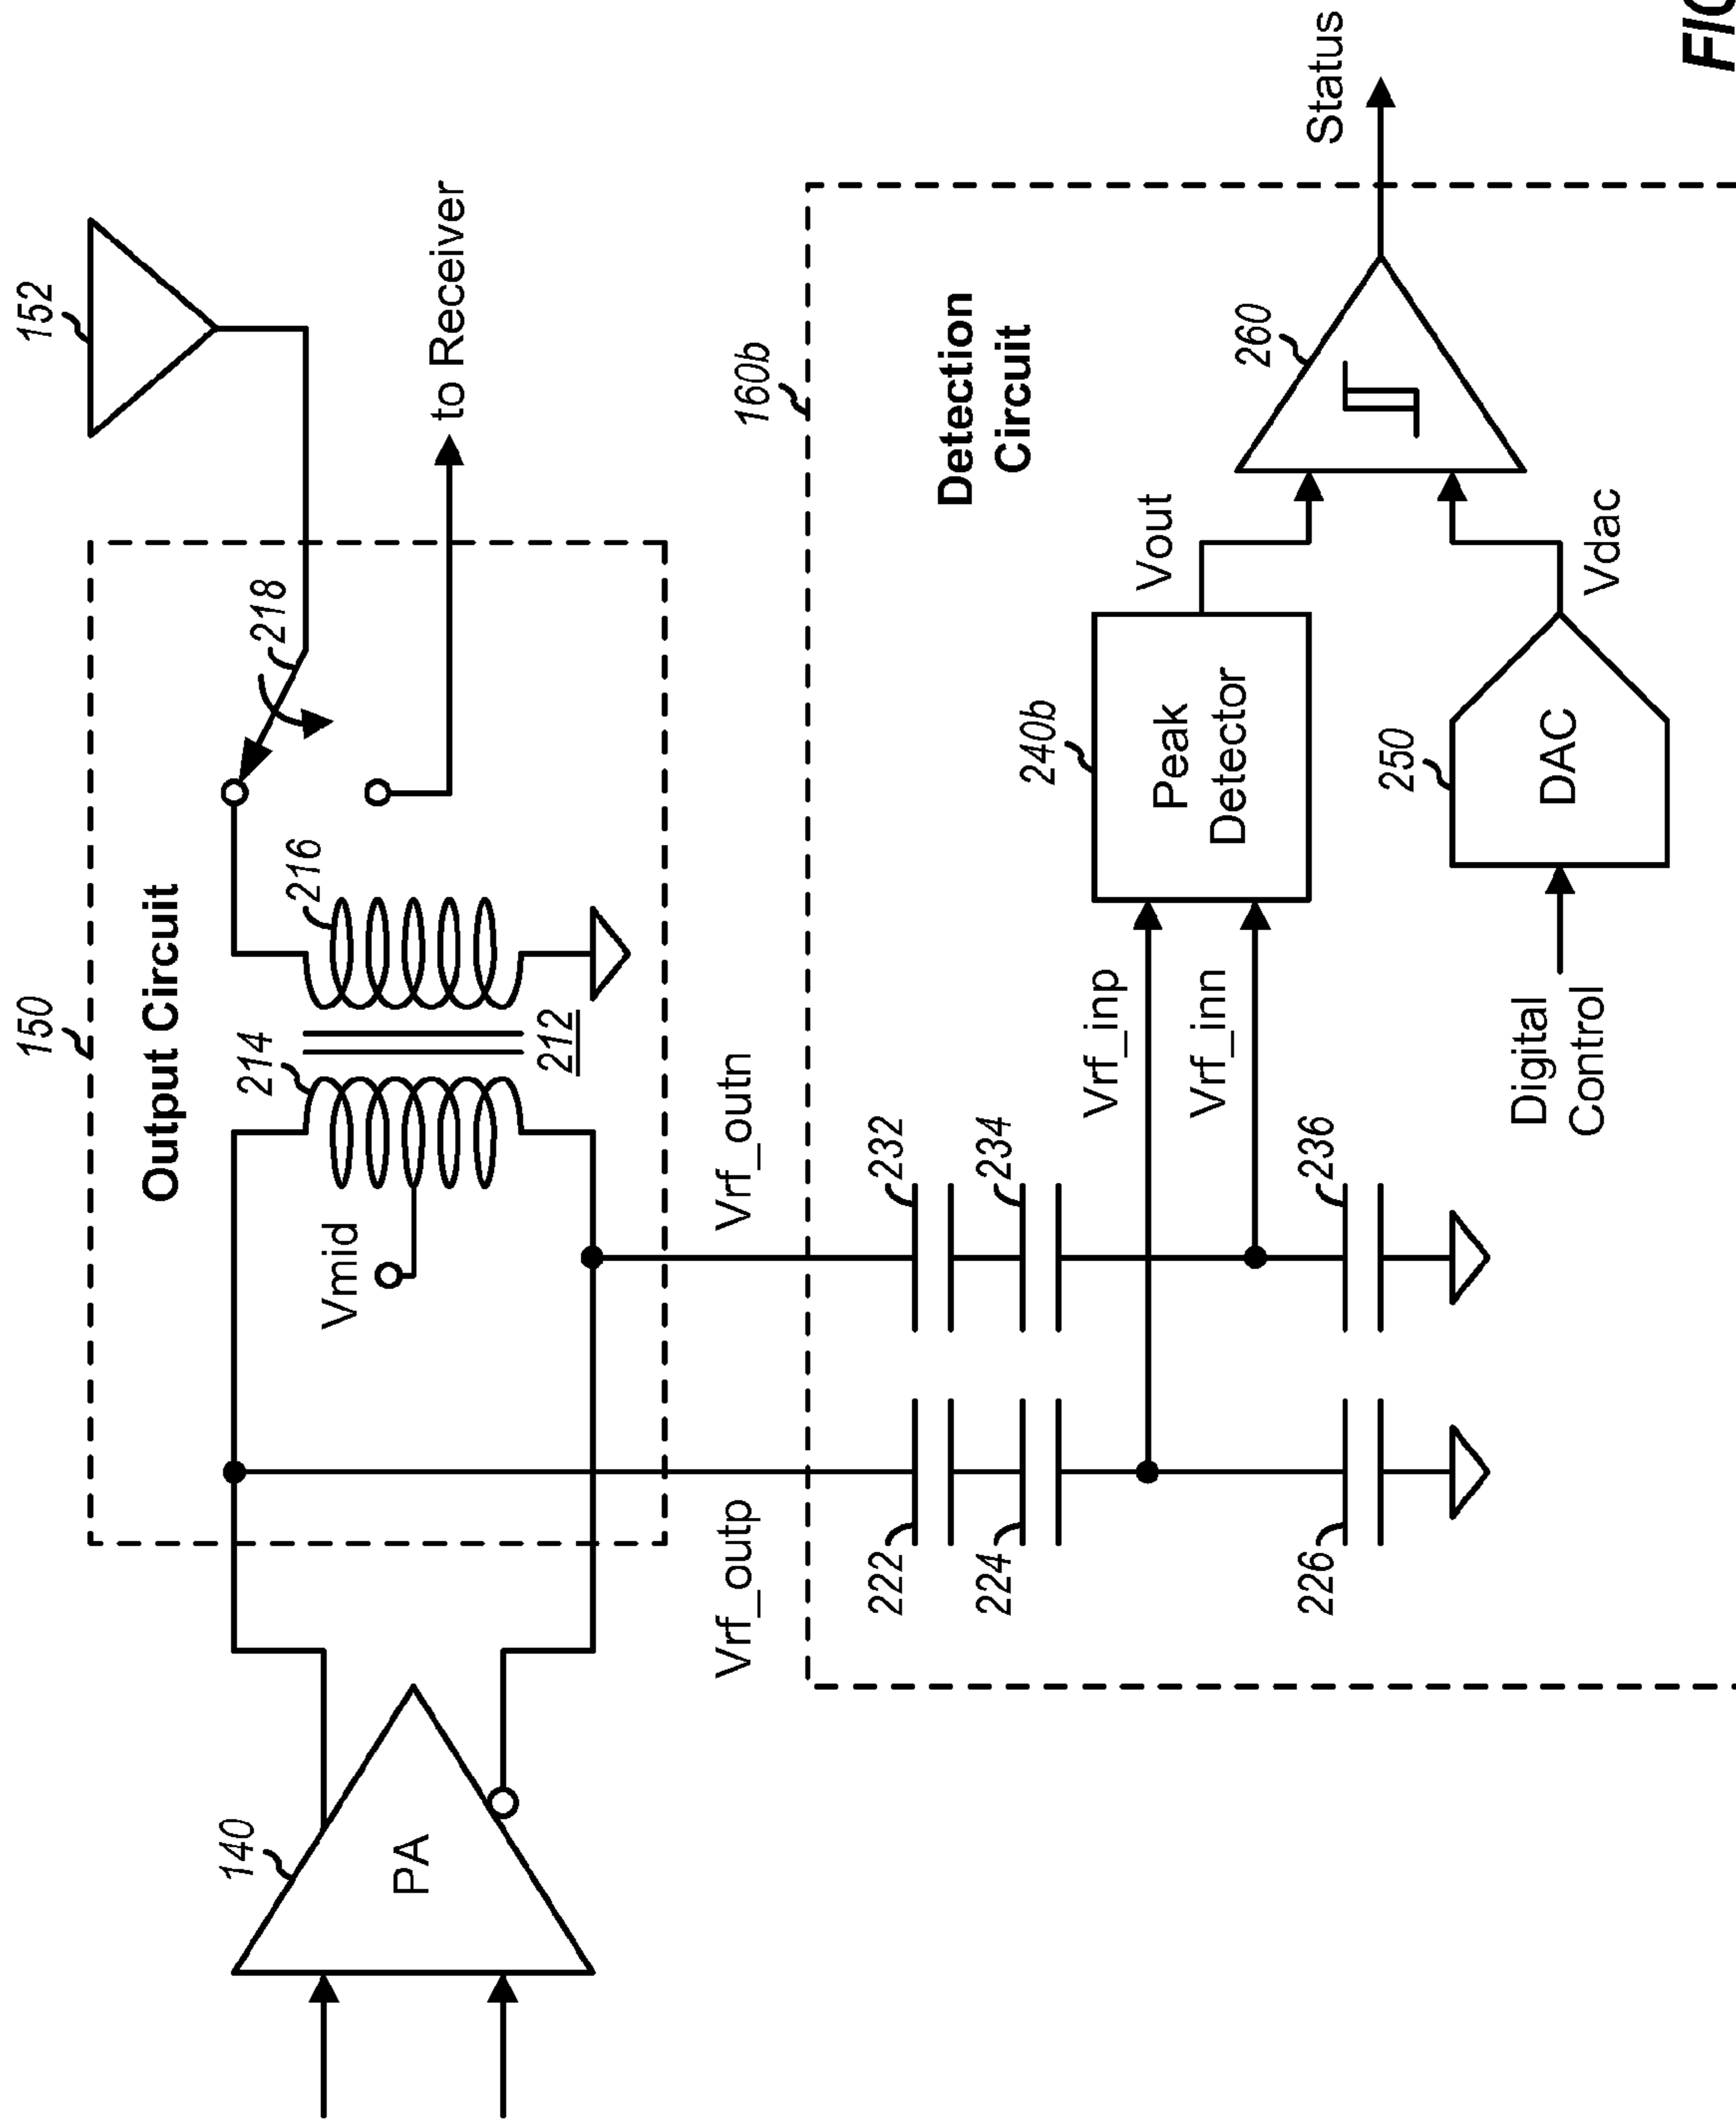 150
152
Output Circuit
140
PA
Vmid
214
212
216
218
to Receiver
Vrf_outp
Vrf_outn
160b
Detection
Circuit
222
232
224
234
226
236
Vrf_inp
Vrf_inn
240b
Peak
Detector
Vout
260
Status
Digital
Control
250
DAC
Vdac